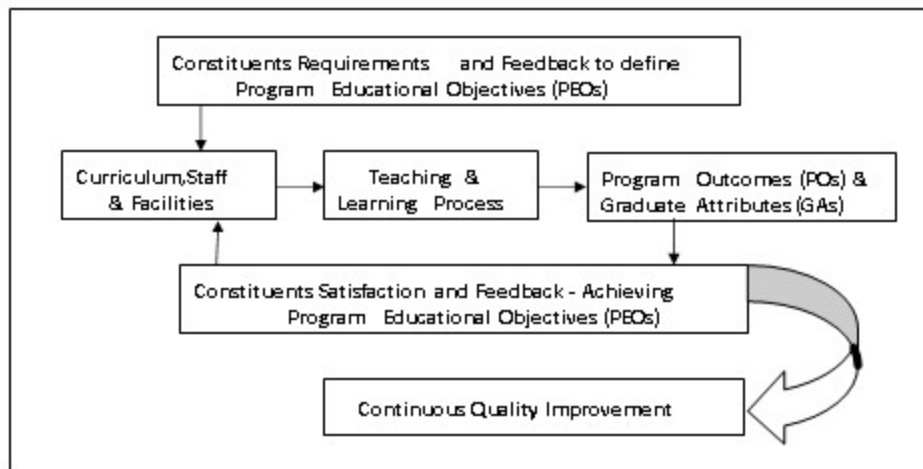 Constituents Requirements and Feedback to define
Program Educational Objectives (PEOs)
Curriculum,Staff
& Facilities
Teaching &
Learning Process
Program Outcomes (POs) &
Graduate Attributes (GAs)
Constituents Satisfaction and Feedback - Achieving
Program Educational Objectives (PEOs)
Continuous Quality Improvement